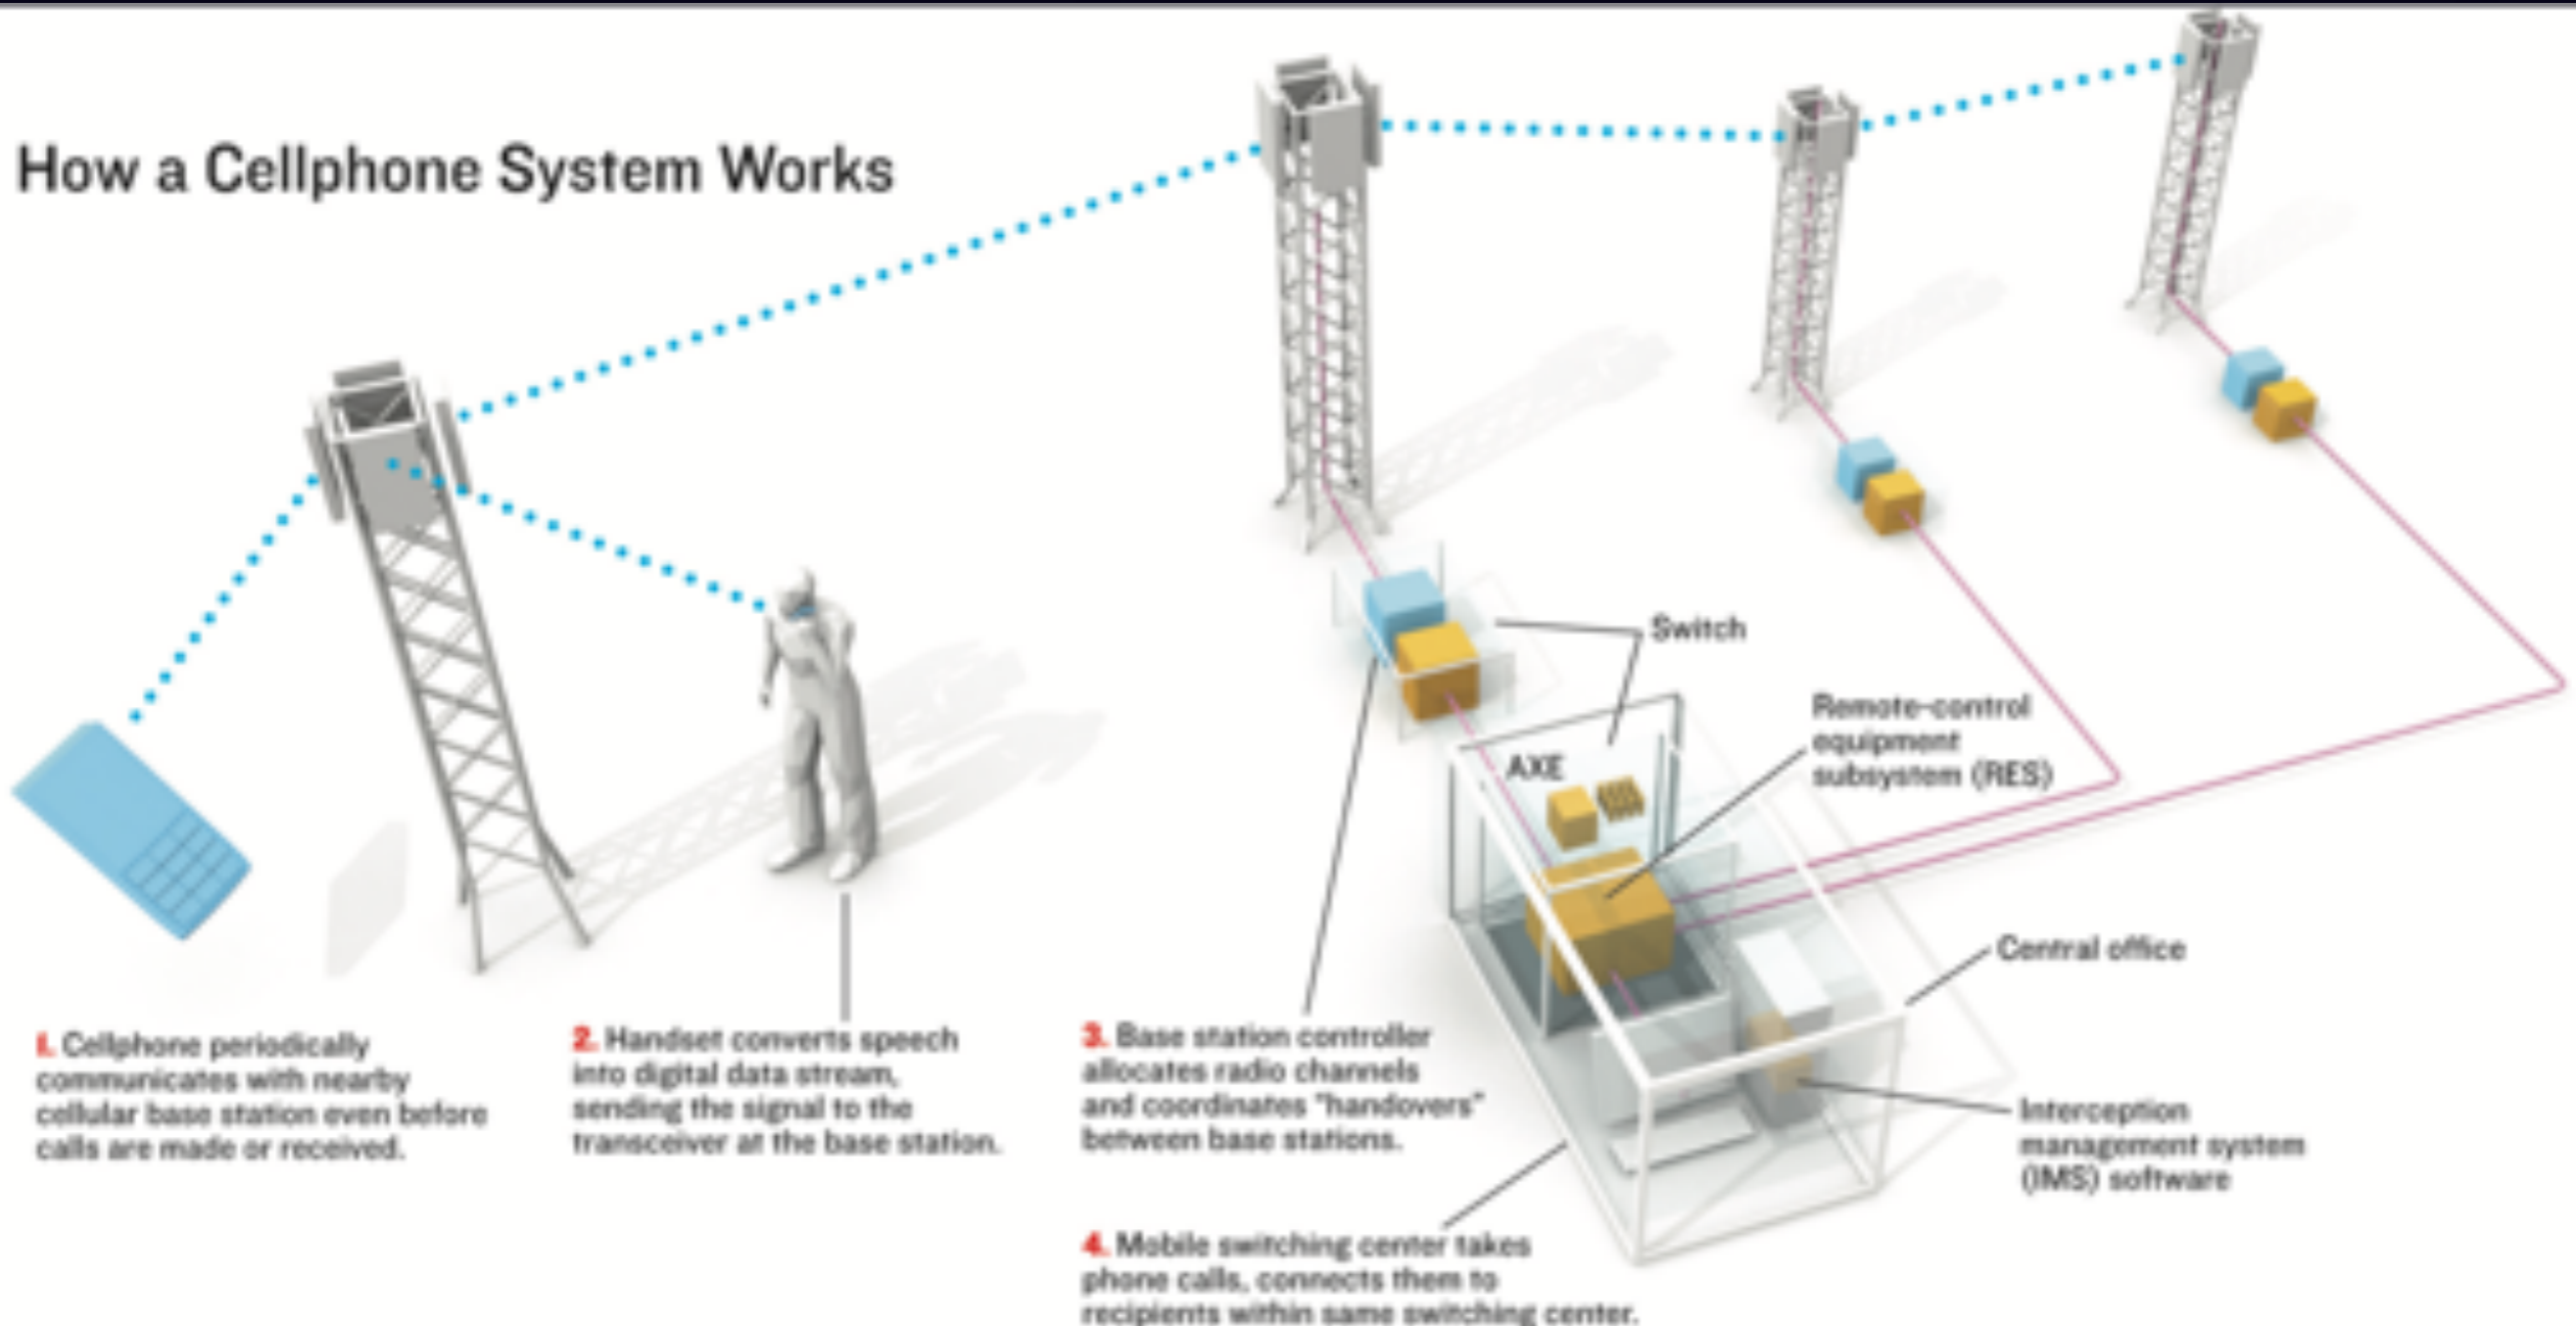 How a Cellphone System Works
1. Cellphone periodically
communicates with nearby
cellular base station even before
calls are made or received.
2. Handset converts speech
into digital data stream,
sending the signal to the
transceiver at the base station.
3. Base station controller
allocates radio channels
and coordinates "handovers"
between base stations.
4. Mobile switching center takes
phone calls, connects them to
recipients within same switching center.
Switch
AXE
Remote-control
equipment
subsystem (RES)
Central office
Interception
management system
(IMS) software